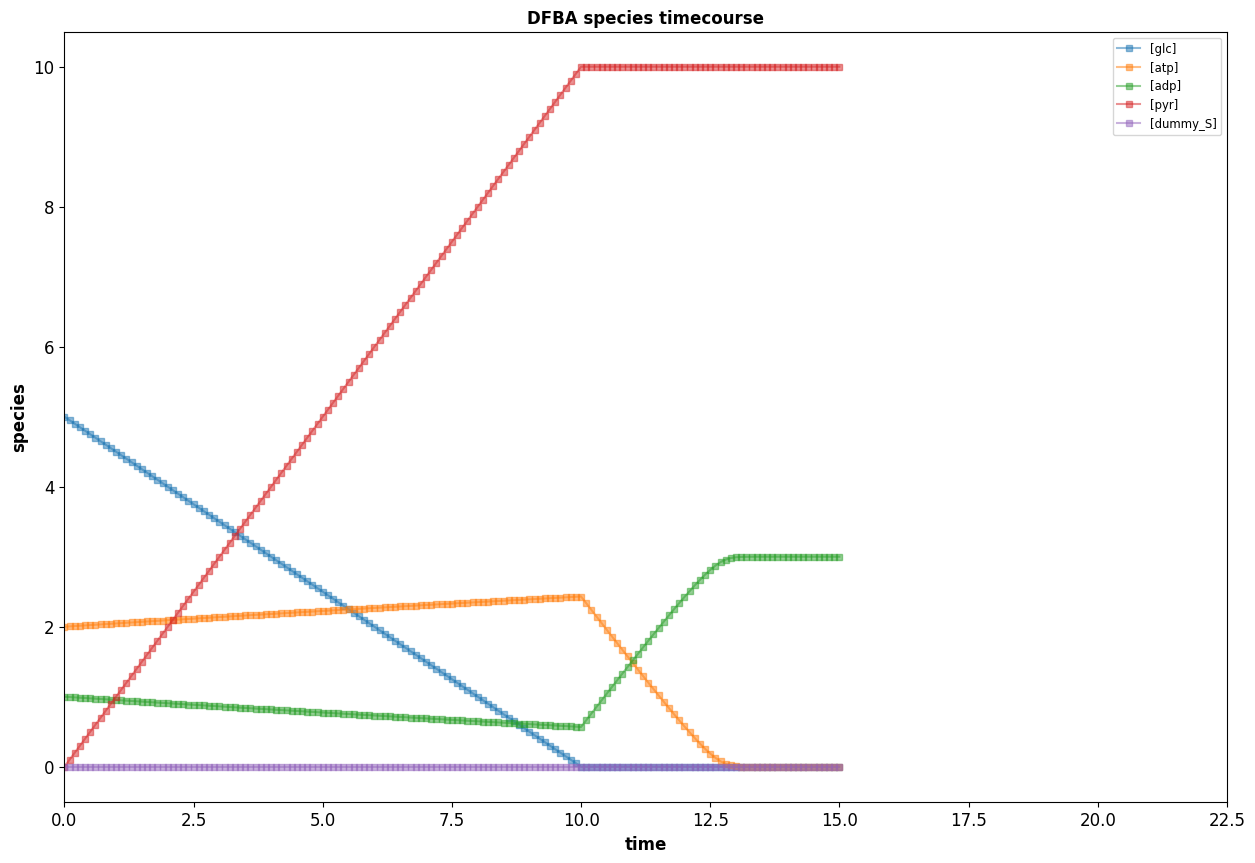 DFBA species timecourse
[glc]
[atp]
[adp]
[pyr]
[dummy_S]
species
10
8
6
4
2
0
0.0 2.5 5.0 7.5 10.0 12.5 15.0 17.5 20.0 22.5
time